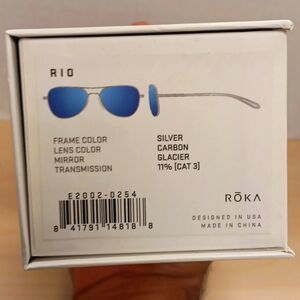 RIO
FRAME COLOR SILVER
LENS COLOR CARBON
MIRROR GLACIER
TRANSMISSION 11% [CAT 3]
E2002-0254
8 41791 14818 8
RŌKA
DESIGNED IN USA
MADE IN CHINA